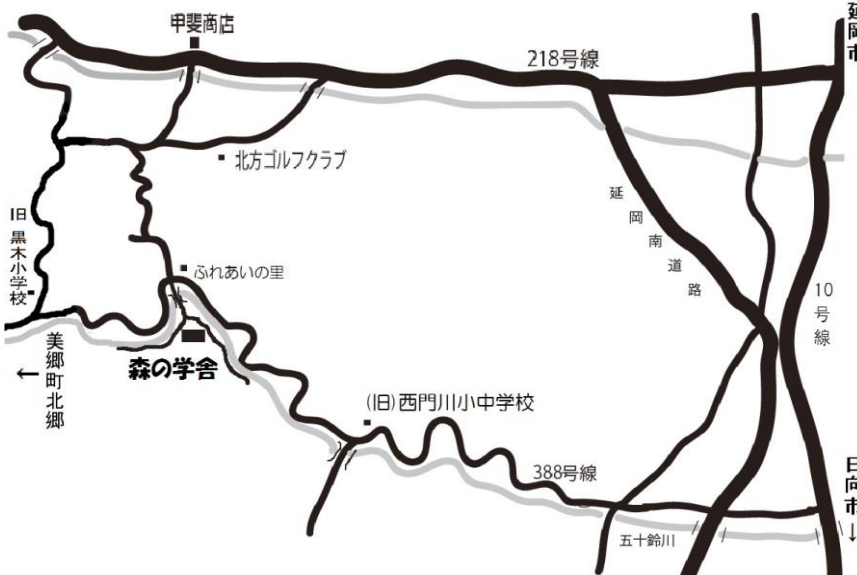 延岡市
甲斐商店
218号線
北方ゴルフクラブ
延岡南道路
旧黒木小学校
ふれあいの里
10号線
美郷町北郷
←
森の学舎
(旧)西門川小中学校
388号線
日向市↓
五十鈴川